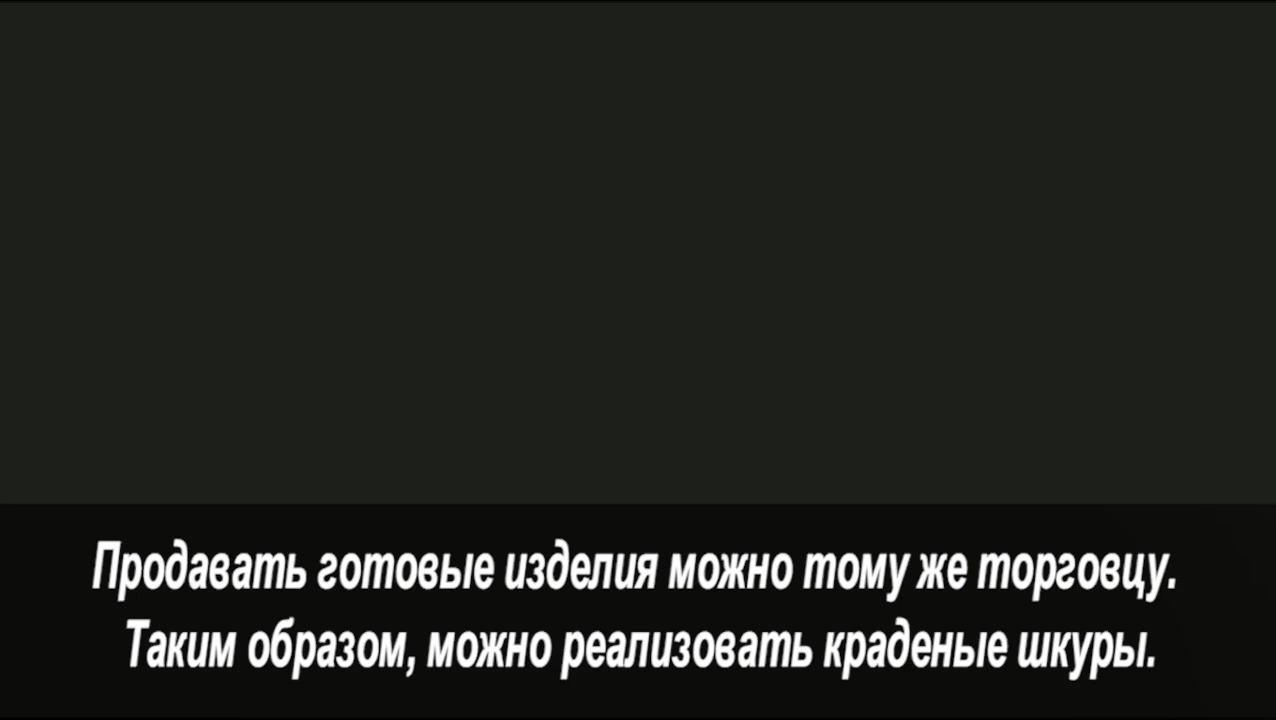 Продавать готовые изделия можно тому же торговцу.
Таким образом, можно реализовать краденые шкуры.